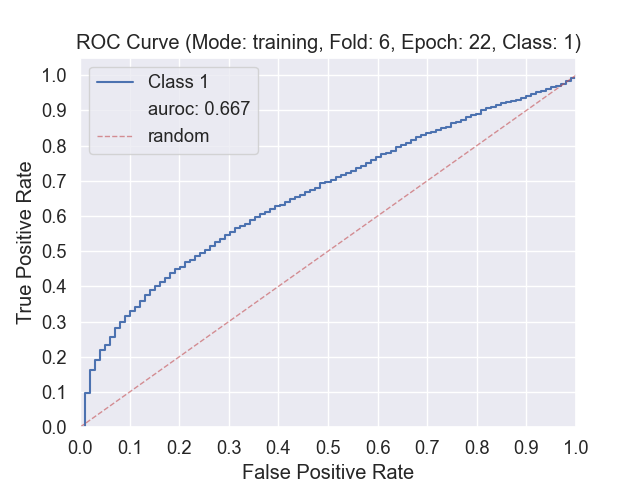 ROC Curve (Mode: training, Fold: 6, Epoch: 22, Class: 1)
Class 1
auroc: 0.667
random
True Positive Rate
1.0
0.9
0.8
0.7
0.6
0.5
0.4
0.3
0.2
0.1
0.0
0.0 0.1 0.2 0.3 0.4 0.5 0.6 0.7 0.8 0.9 1.0
False Positive Rate